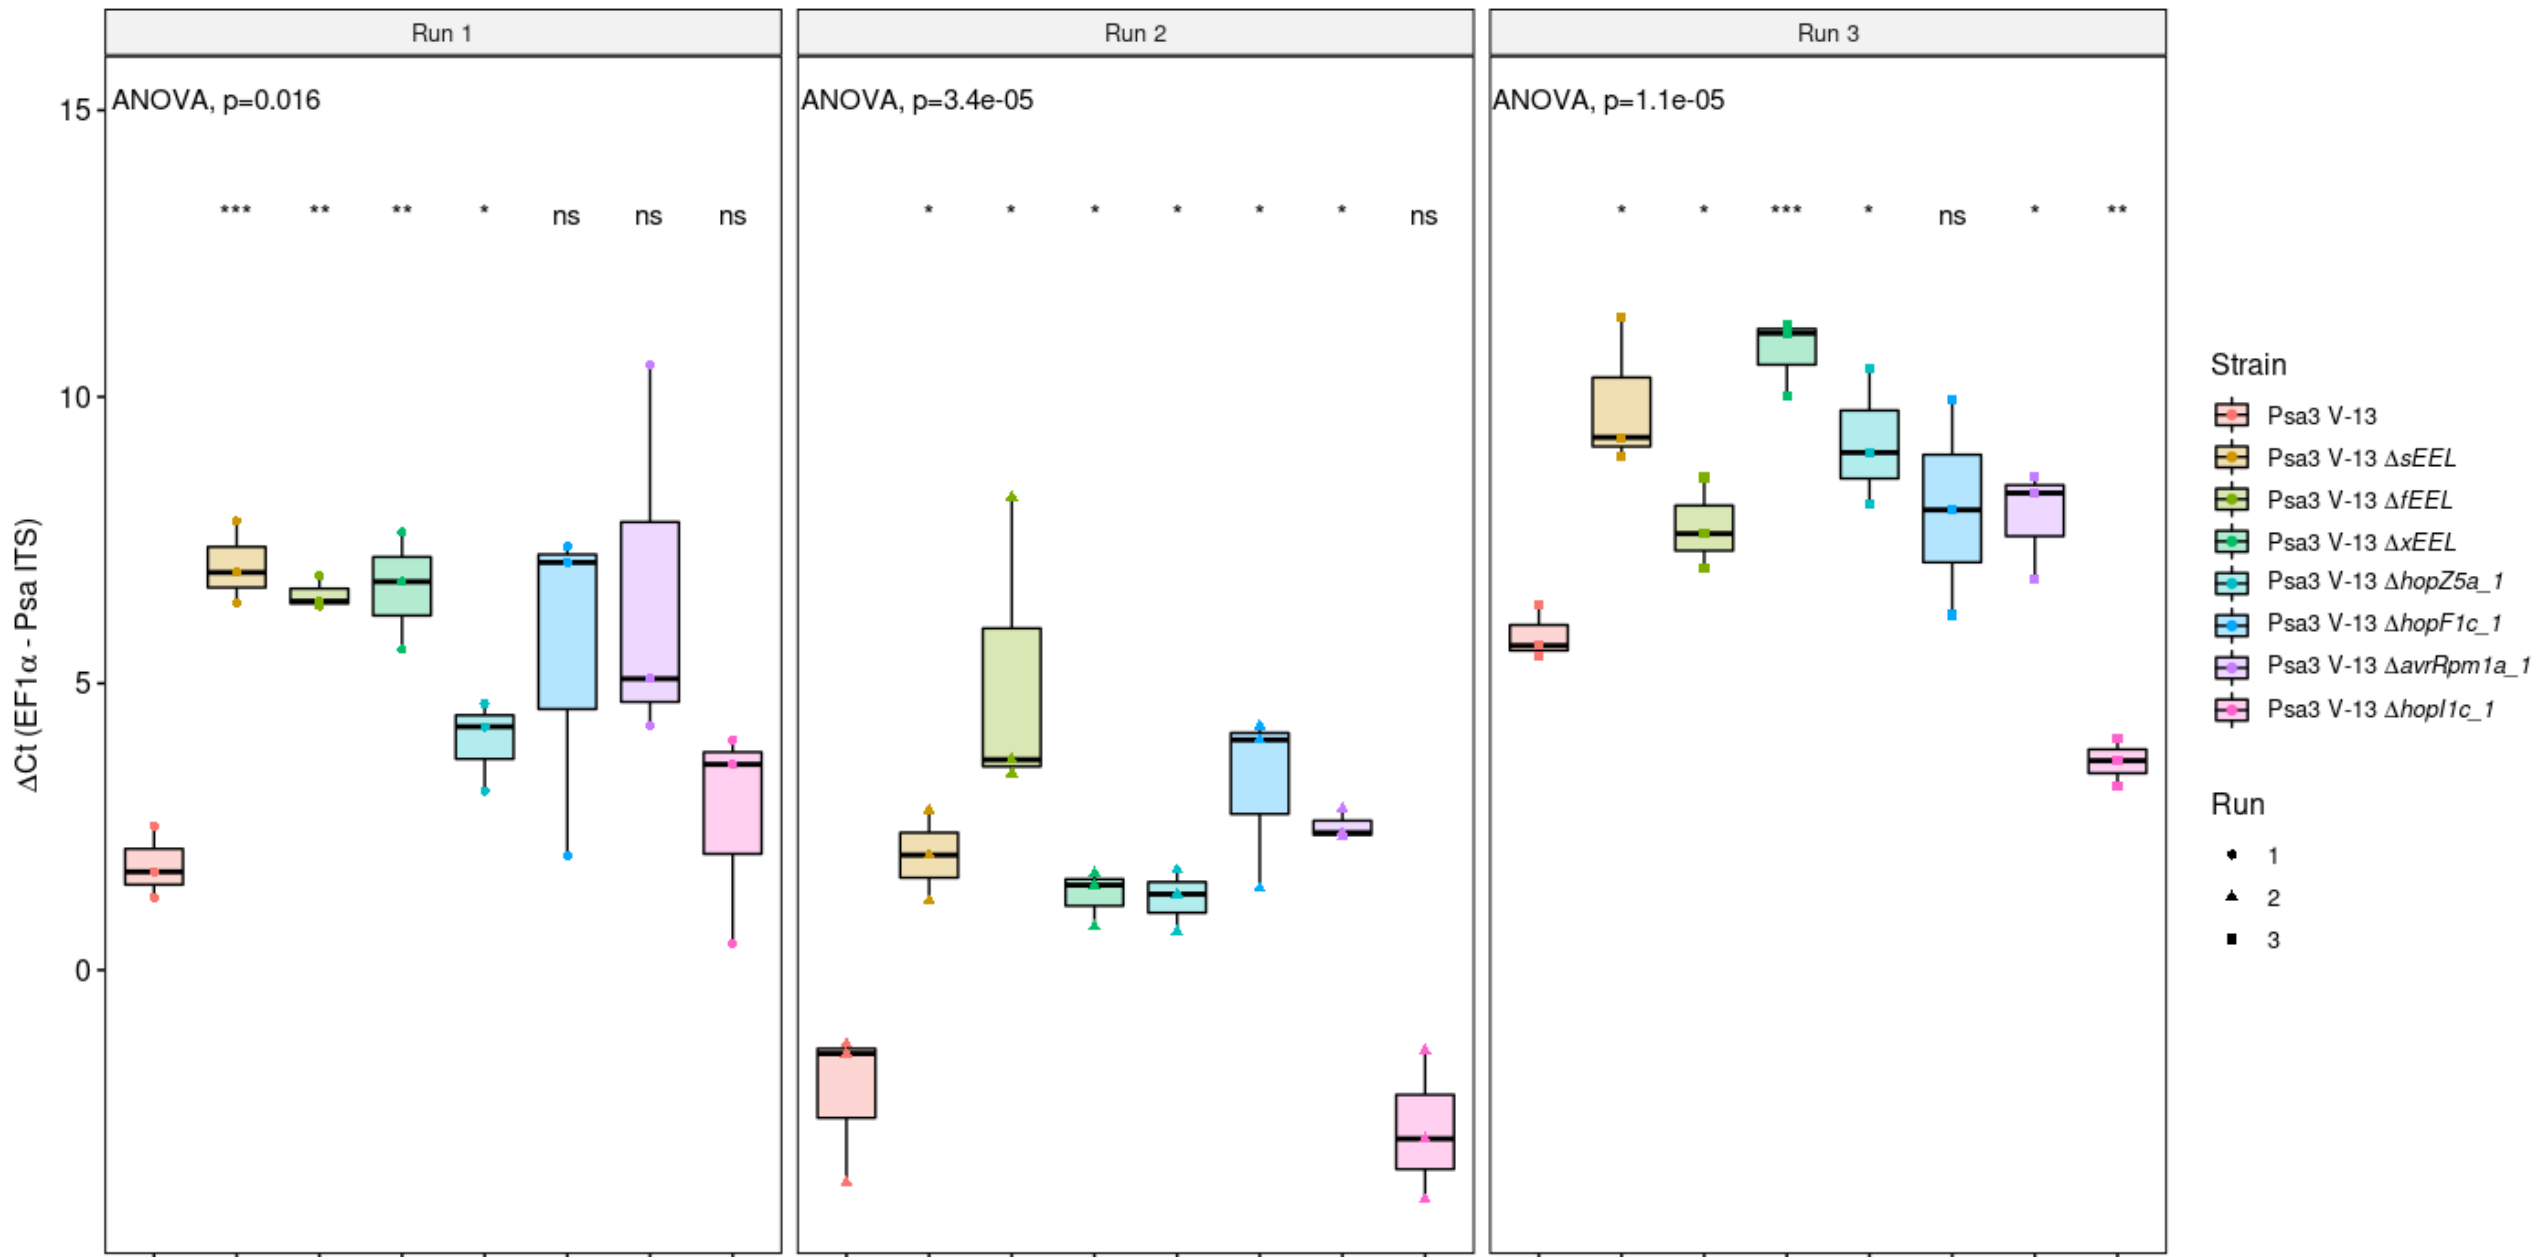 Run 1
Run 2
Run 3
ANOVA, p=0.016
ANOVA, p=3.4e-05
ANOVA, p=1.1e-05
*** ** ** * ns ns ns
* * * * * * ns
* * *** * ns * **
15
10
5
0
ΔCt (EF1α - Psa ITS)
Strain
Psa3 V-13
Psa3 V-13 ΔsEEL
Psa3 V-13 ΔfEEL
Psa3 V-13 ΔxEEL
Psa3 V-13 ΔhopZ5a_1
Psa3 V-13 ΔhopF1c_1
Psa3 V-13 ΔavrRpm1a_1
Psa3 V-13 ΔhopI1c_1
Run
1
2
3